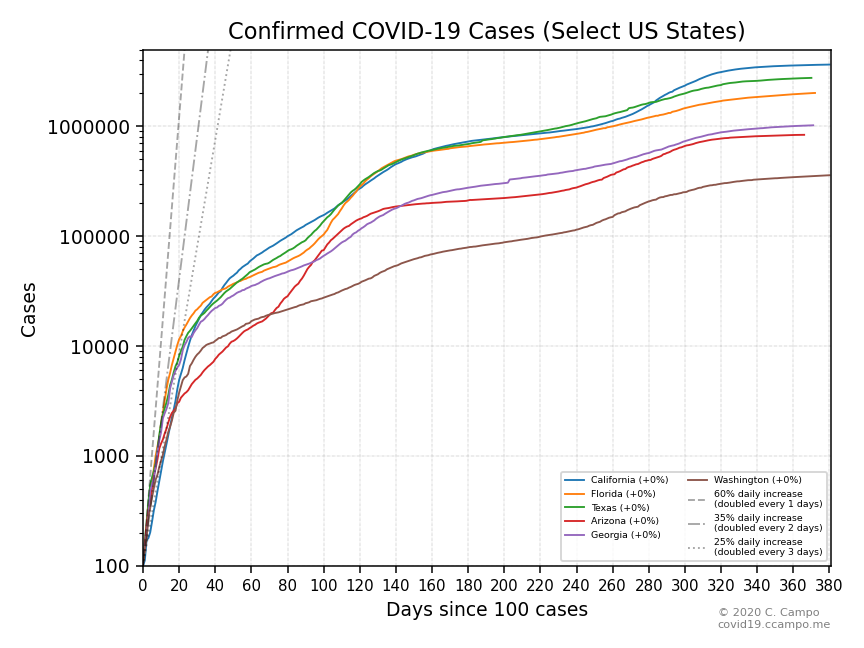 Confirmed COVID-19 Cases (Select US States)
1000000
100000
10000
1000
100
Cases
0 20 40 60 80 100 120 140 160 180 200 220 240 260 280 300 320 340 360 380
Days since 100 cases
California (+0%)
Florida (+0%)
Texas (+0%)
Arizona (+0%)
Georgia (+0%)
Washington (+0%)
60% daily increase
(doubled every 1 days)
35% daily increase
(doubled every 2 days)
25% daily increase
(doubled every 3 days)
© 2020 C. Campo
covid19.ccampo.me